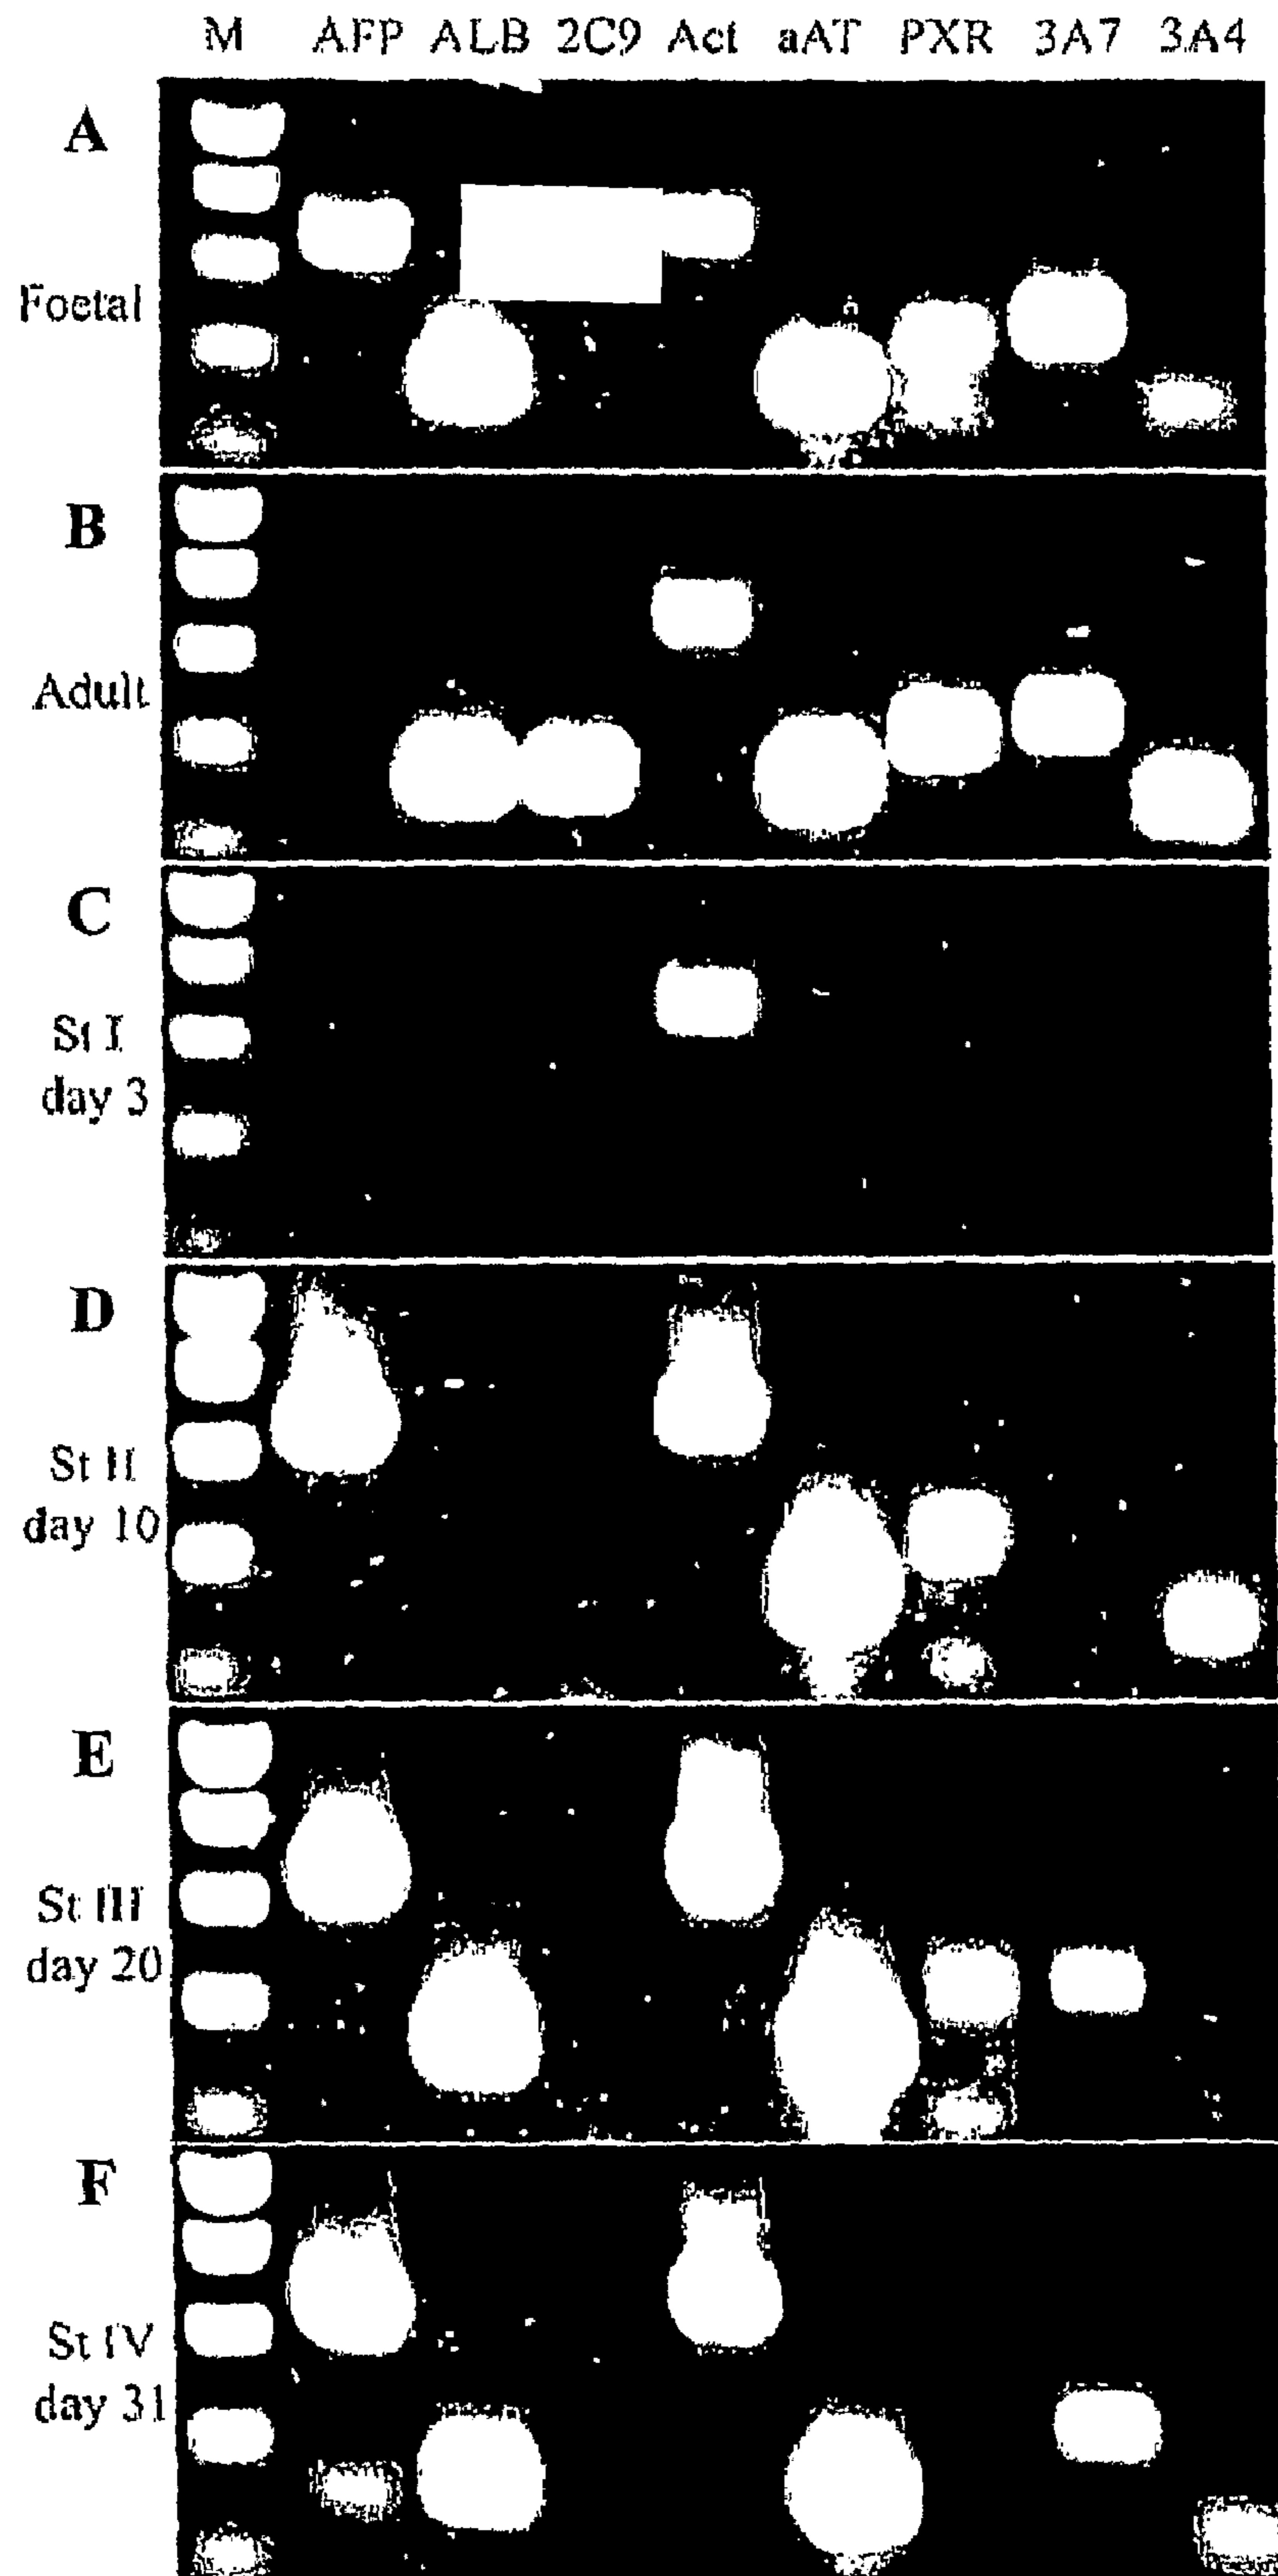 M AFP ALB 2C9 Act aAT PXR 3A7 3A4
A
Foetal
B
Adult
C
St I
day 3
D
St II
day 10
E
St III
day 20
F
St IV
day 31